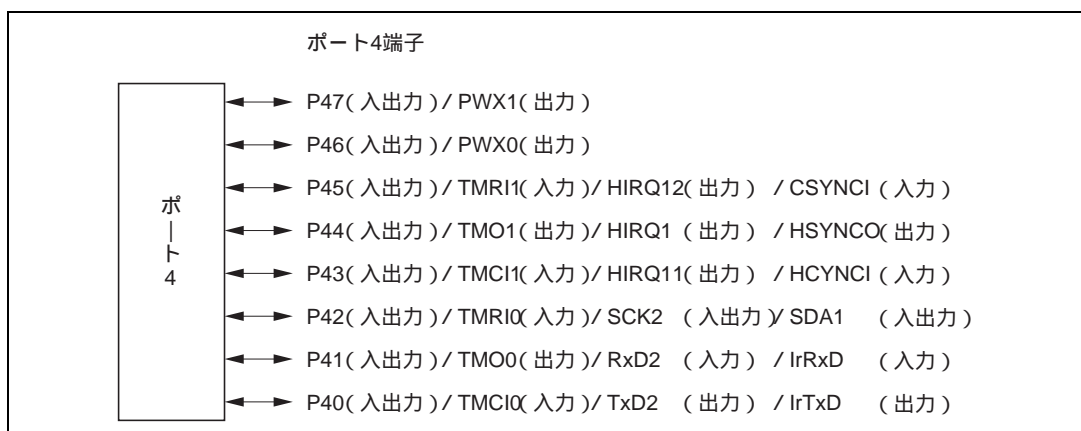 ポート4端子
ポート4
P47(入出力)/ PWX1(出力)
P46(入出力)/ PWX0(出力)
P45(入出力)/ TMRI1(入力)/ HIRQ12(出力) / CSYNCI (入力)
P44(入出力)/ TMO1(出力)/ HIRQ1 (出力) / HSYNCO(出力)
P43(入出力)/ TMCI1(入力)/ HIRQ11(出力) / HCYNCI (入力)
P42(入出力)/ TMRI0(入力)/ SCK2 (入出力)/ SDA1 (入出力)
P41(入出力)/ TMO0(出力)/ RxD2 (入力) / IrRxD (入力)
P40(入出力)/ TMCI0(入力)/ TxD2 (出力) / IrTxD (出力)